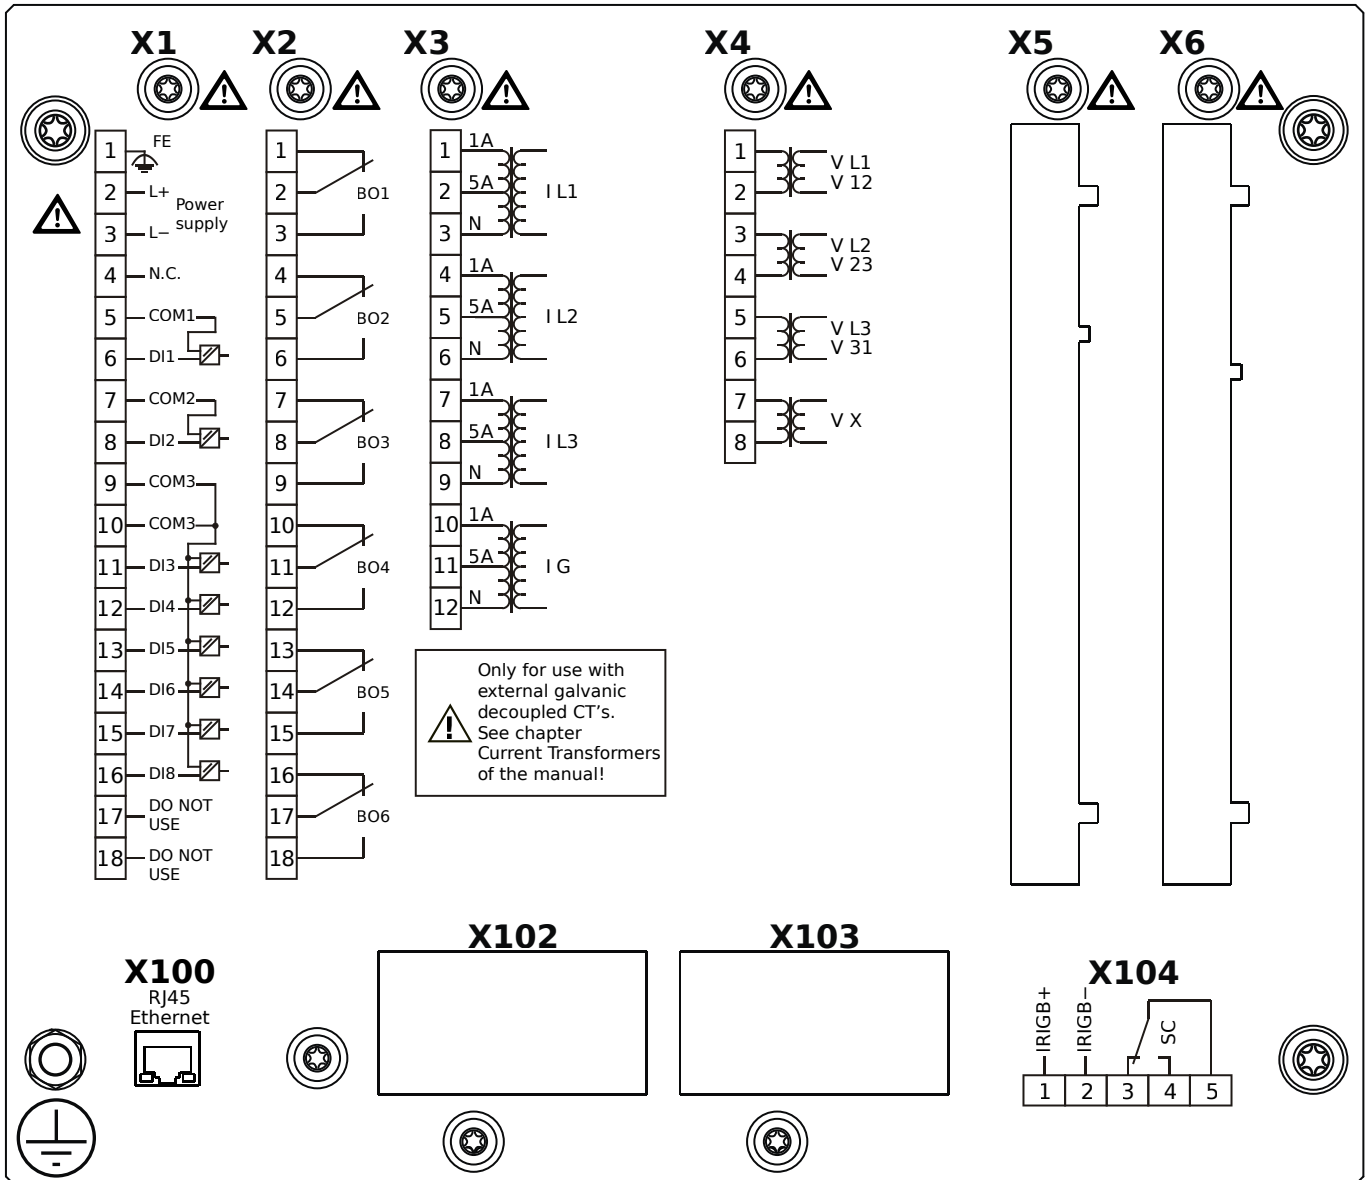 X1
X2
X3
X4
X5
X6
1
FE
2
L+
Power
supply
3
L−
4
N.C.
5
COM1
6
DI1
7
COM2
8
DI2
9
COM3
10
COM3
11
DI3
12
DI4
13
DI5
14
DI6
15
DI7
16
DI8
17
DO NOT
USE
18
DO NOT
USE
1
2
BO1
3
4
5
BO2
6
7
8
BO3
9
10
11
BO4
12
13
14
BO5
15
16
17
BO6
18
1
1A
2
5A
I L1
3
N
4
1A
5
5A
I L2
6
N
7
1A
8
5A
I L3
9
N
10
1A
11
5A
I G
12
N
Only for use with
external galvanic
decoupled CT's.
See chapter
Current Transformers
of the manual!
1
V L1
2
V 12
3
V L2
4
V 23
5
V L3
6
V 31
7
V X
8
X100
RJ45
Ethernet
X102
X103
X104
IRIGB+
IRIGB−
SC
1
2
3
4
5